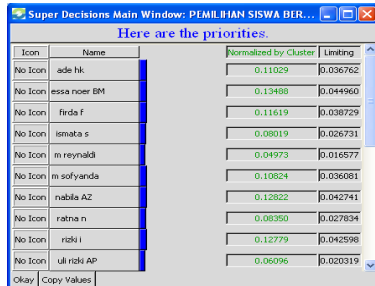 Super Decisions Main Window: PEMILIHAN SISWA BER...
Here are the priorities.
Icon Name Normalized by Cluster Limiting
No Icon ade hk 0.11029 0.036762
No Icon essa noer BM 0.13488 0.044960
No Icon firda f 0.11619 0.038729
No Icon ismata s 0.08019 0.026731
No Icon m reynaldi 0.04973 0.016577
No Icon m sofyanda 0.10824 0.036081
No Icon nabila AZ 0.12822 0.042741
No Icon ratna n 0.08350 0.027834
No Icon rizki i 0.12779 0.042598
No Icon uli rizki AP 0.06096 0.020319
Okay Copy Values